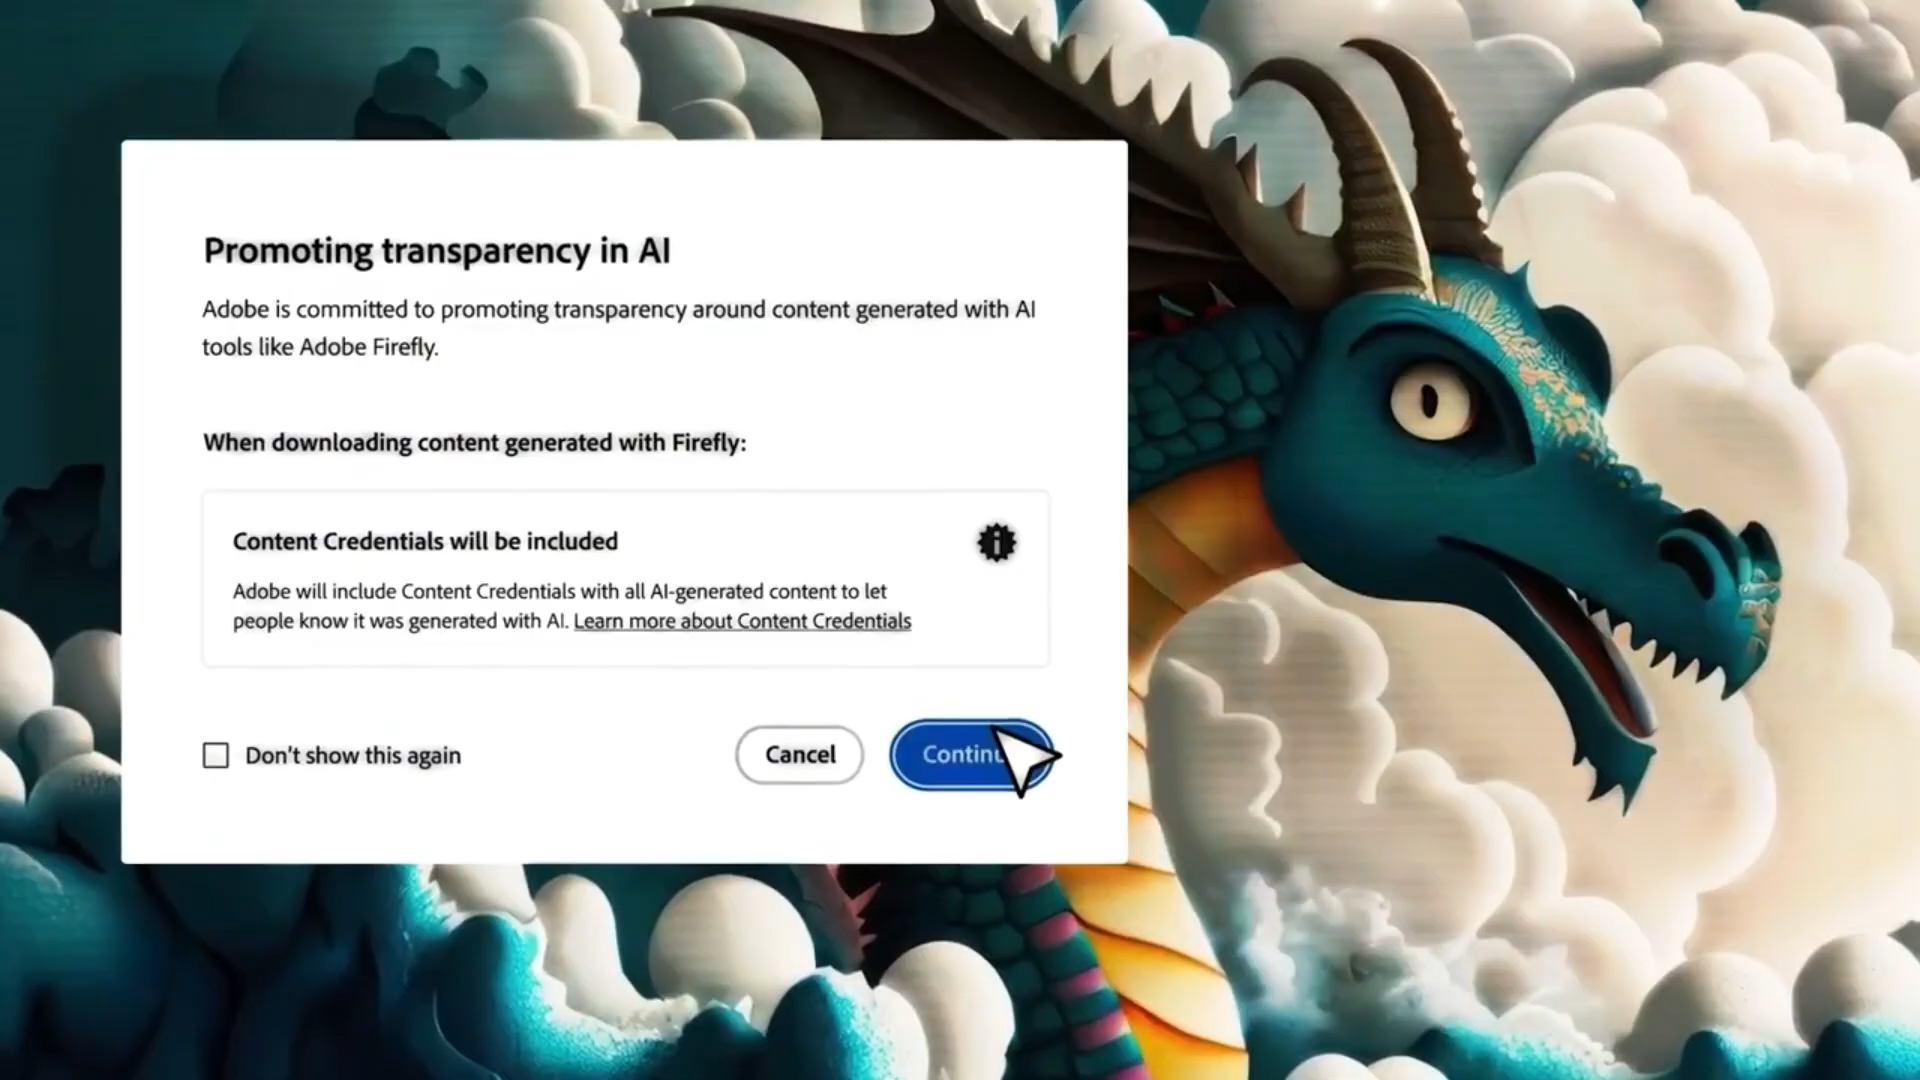 Promoting transparency in AI
Adobe is committed to promoting transparency around content generated with AI
tools like Adobe Firefly.
When downloading content generated with Firefly:
Content Credentials will be included
Adobe will include Content Credentials with all AI-generated content to let
people know it was generated with AI. Learn more about Content Credentials
Don't show this again
Cancel